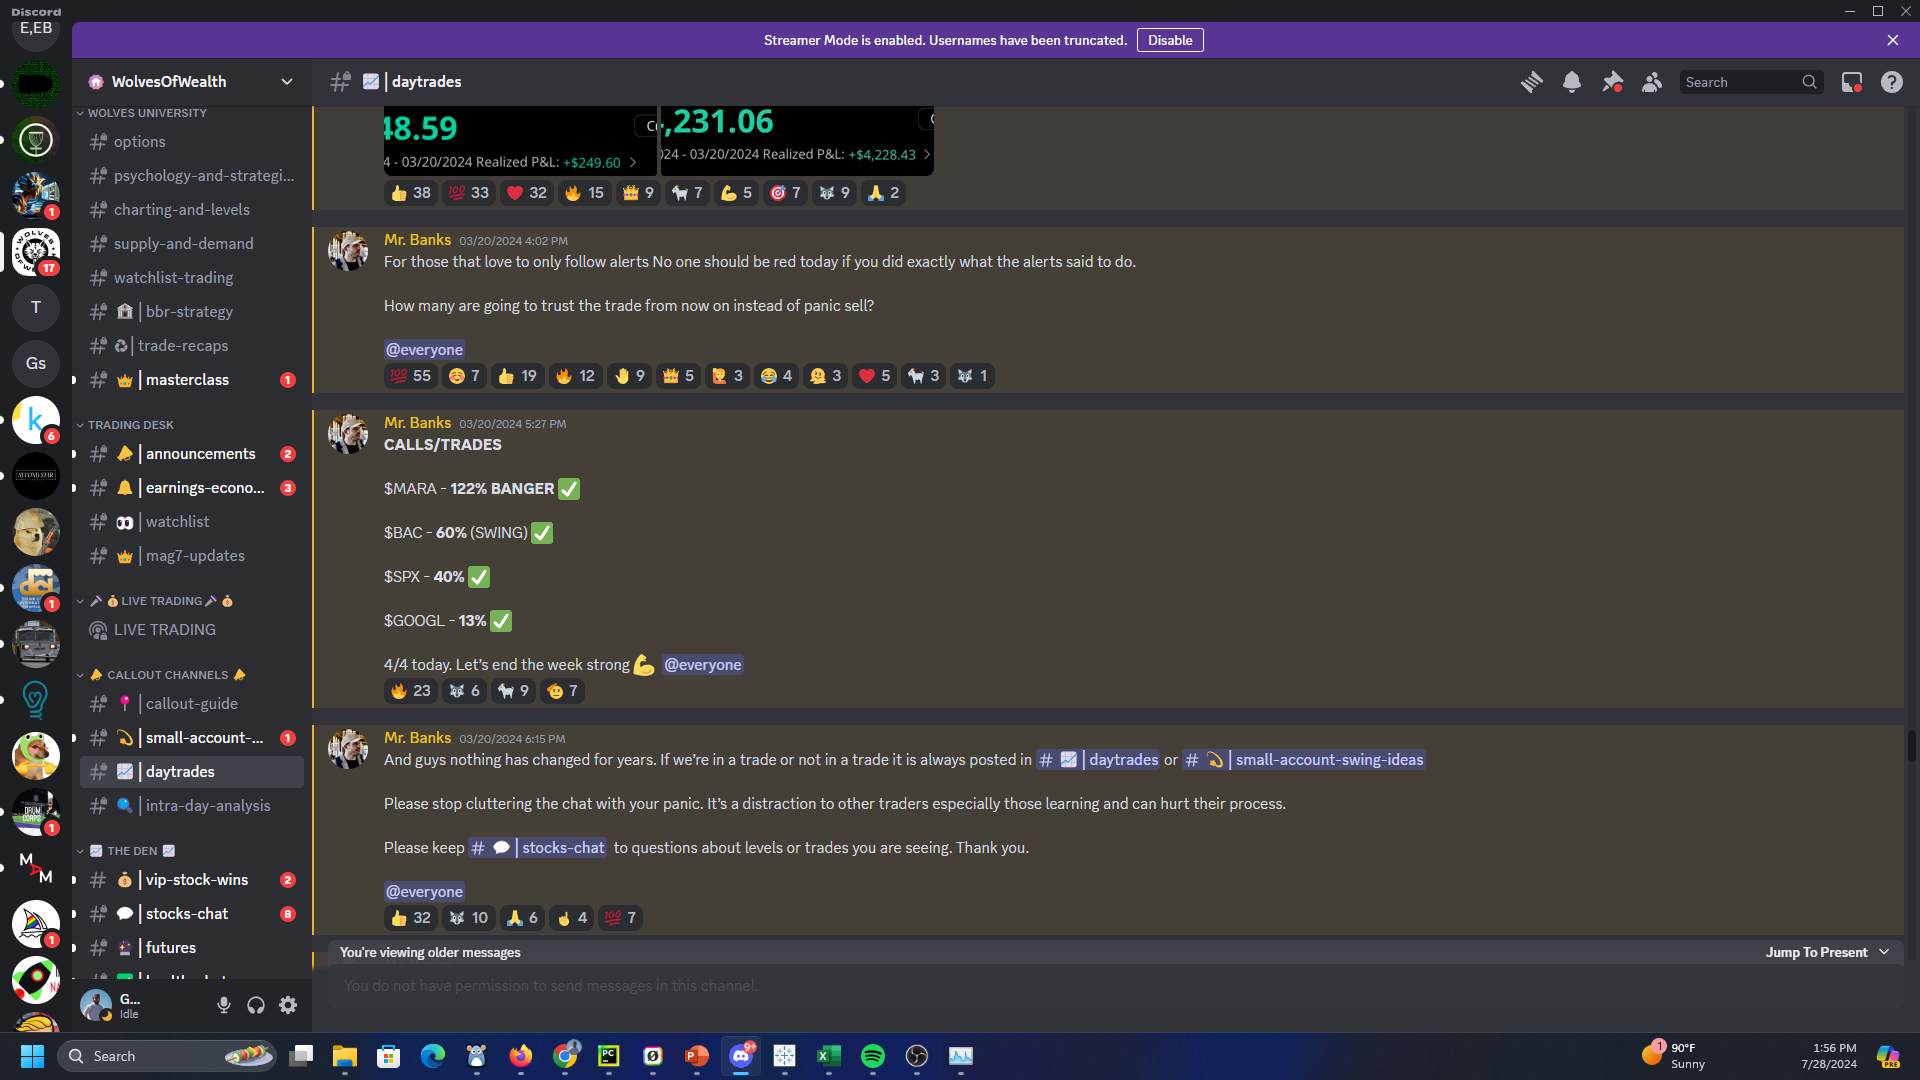 Discord
E,EB
Streamer Mode is enabled. Usernames have been truncated. Disable
WolvesOfWealth
| daytrades
Search
WOLVES UNIVERSITY
options
psychology-and-strategi...
charting-and-levels
supply-and-demand
watchlist-trading
| bbr-strategy
| trade-recaps
| masterclass 1
TRADING DESK
| announcements 2
| earnings-econo... 3
| watchlist
| mag7-updates
LIVE TRADING
LIVE TRADING
CALLOUT CHANNELS
| callout-guide
| small-account-... 1
| daytrades
| intra-day-analysis
THE DEN
| vip-stock-wins 2
| stocks-chat 8
| futures
1
17
T
Gs
k
6
SECOND STAR
dci
1
DRUM CORPS
1
M A M
1
G...
Idle
48.59
4 - 03/20/2024 Realized P&L: +$249.60 >
,231.06
024 - 03/20/2024 Realized P&L: +$4,228.43 >
38 33 32 15 9 7 5 7 9 2
Mr. Banks 03/20/2024 4:02 PM
For those that love to only follow alerts No one should be red today if you did exactly what the alerts said to do.
How many are going to trust the trade from now on instead of panic sell?
@everyone
💯 55 7 19 12 9 5 3 4 3 5 3 1
Mr. Banks 03/20/2024 5:27 PM
CALLS/TRADES
$MARA - 122% BANGER ✅
$BAC - 60% (SWING) ✅
$SPX - 40% ✅
$GOOGL - 13% ✅
4/4 today. Let's end the week strong 💪 @everyone
23 6 9 7
Mr. Banks 03/20/2024 6:15 PM
And guys nothing has changed for years. If we're in a trade or not in a trade it is always posted in # | daytrades or # | small-account-swing-ideas
Please stop cluttering the chat with your panic. It's a distraction to other traders especially those learning and can hurt their process.
Please keep # | stocks-chat to questions about levels or trades you are seeing. Thank you.
@everyone
32 10 6 4 💯 7
You're viewing older messages
Jump To Present
You do not have permission to send messages in this channel.
Search
PC
9+
1
90°F
Sunny
1:56 PM
7/28/2024
PRE